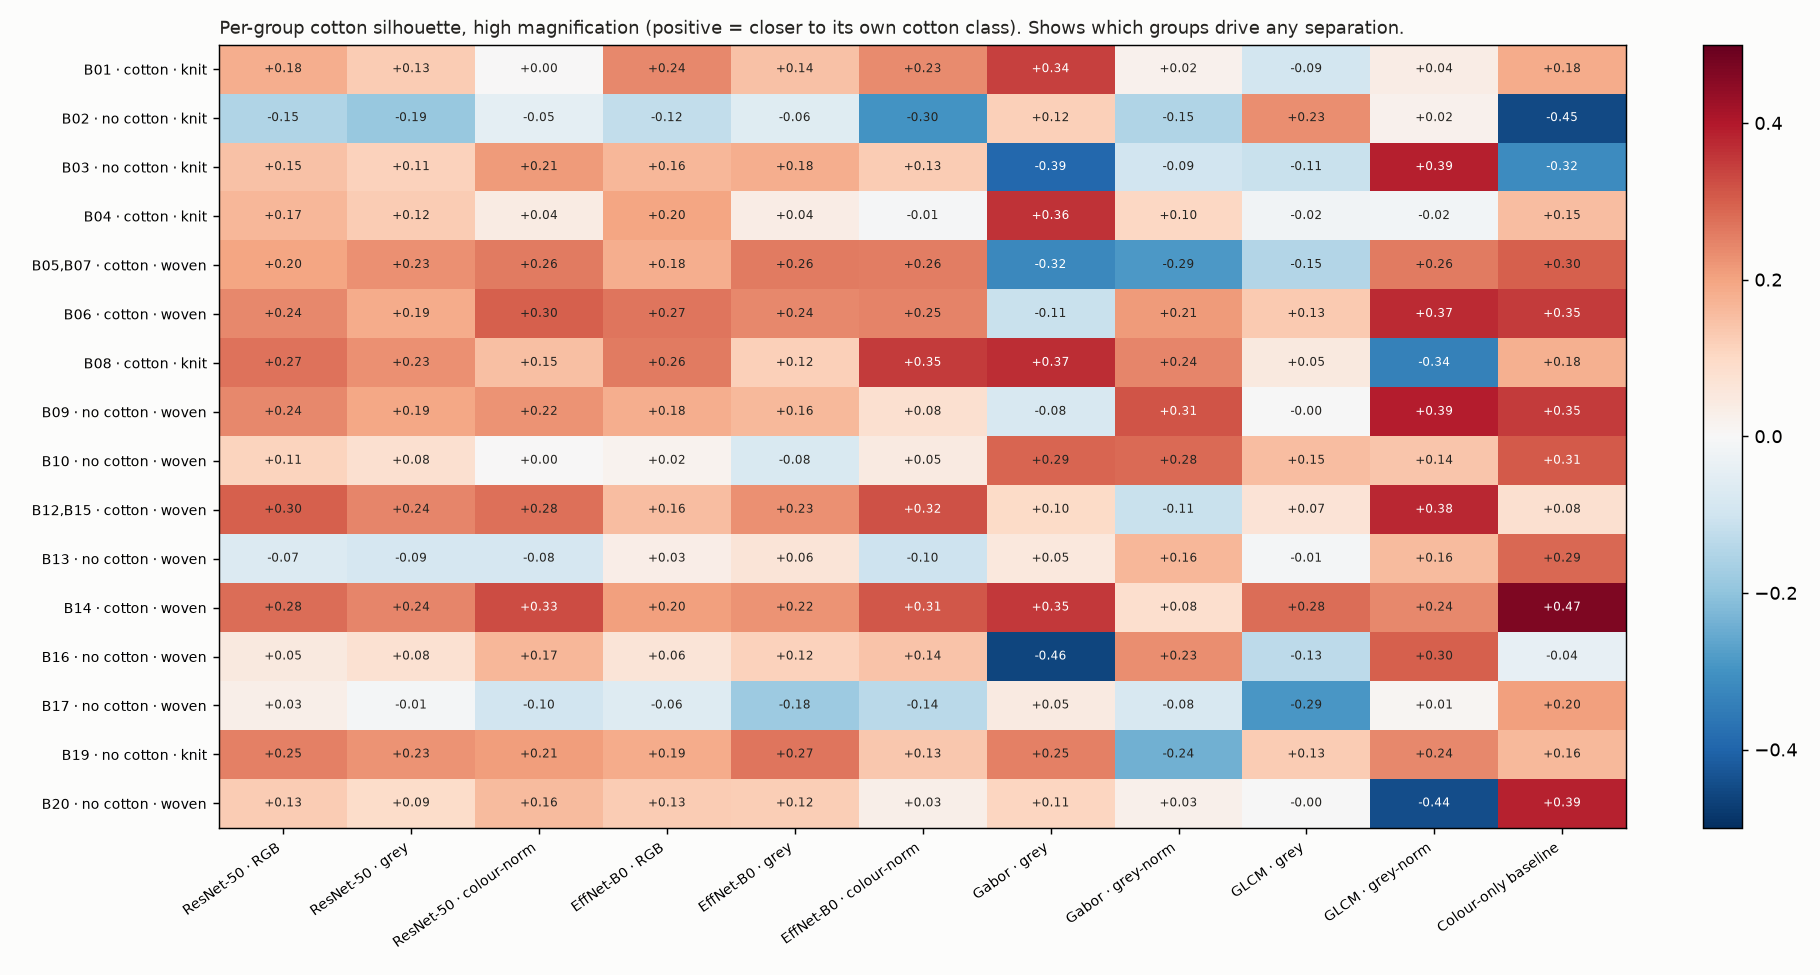 Per-group cotton silhouette, high magnification (positive = closer to its own cotton class). Shows which groups drive any separation.
B01 · cotton · knit +0.18 +0.13 +0.00 +0.24 +0.14 +0.23 +0.34 +0.02 -0.09 +0.04 +0.18
B02 · no cotton · knit -0.15 -0.19 -0.05 -0.12 -0.06 -0.30 +0.12 -0.15 +0.23 +0.02 -0.45
B03 · no cotton · knit +0.15 +0.11 +0.21 +0.16 +0.18 +0.13 -0.39 -0.09 -0.11 +0.39 -0.32
B04 · cotton · knit +0.17 +0.12 +0.04 +0.20 +0.04 -0.01 +0.36 +0.10 -0.02 -0.02 +0.15
B05,B07 · cotton · woven +0.20 +0.23 +0.26 +0.18 +0.26 +0.26 -0.32 -0.29 -0.15 +0.26 +0.30
B06 · cotton · woven +0.24 +0.19 +0.30 +0.27 +0.24 +0.25 -0.11 +0.21 +0.13 +0.37 +0.35
B08 · cotton · knit +0.27 +0.23 +0.15 +0.26 +0.12 +0.35 +0.37 +0.24 +0.05 -0.34 +0.18
B09 · no cotton · woven +0.24 +0.19 +0.22 +0.18 +0.16 +0.08 -0.08 +0.31 -0.00 +0.39 +0.35
B10 · no cotton · woven +0.11 +0.08 +0.00 +0.02 -0.08 +0.05 +0.29 +0.28 +0.15 +0.14 +0.31
B12,B15 · cotton · woven +0.30 +0.24 +0.28 +0.16 +0.23 +0.32 +0.10 -0.11 +0.07 +0.38 +0.08
B13 · no cotton · woven -0.07 -0.09 -0.08 +0.03 +0.06 -0.10 +0.05 +0.16 -0.01 +0.16 +0.29
B14 · cotton · woven +0.28 +0.24 +0.33 +0.20 +0.22 +0.31 +0.35 +0.08 +0.28 +0.24 +0.47
B16 · no cotton · woven +0.05 +0.08 +0.17 +0.06 +0.12 +0.14 -0.46 +0.23 -0.13 +0.30 -0.04
B17 · no cotton · woven +0.03 -0.01 -0.10 -0.06 -0.18 -0.14 +0.05 -0.08 -0.29 +0.01 +0.20
B19 · no cotton · knit +0.25 +0.23 +0.21 +0.19 +0.27 +0.13 +0.25 -0.24 +0.13 +0.24 +0.16
B20 · no cotton · woven +0.13 +0.09 +0.16 +0.13 +0.12 +0.03 +0.11 +0.03 -0.00 -0.44 +0.39
ResNet-50 · RGB
ResNet-50 · grey
ResNet-50 · colour-norm
EffNet-B0 · RGB
EffNet-B0 · grey
EffNet-B0 · colour-norm
Gabor · grey
Gabor · grey-norm
GLCM · grey
GLCM · grey-norm
Colour-only baseline
0.4
0.2
0.0
−0.2
−0.4